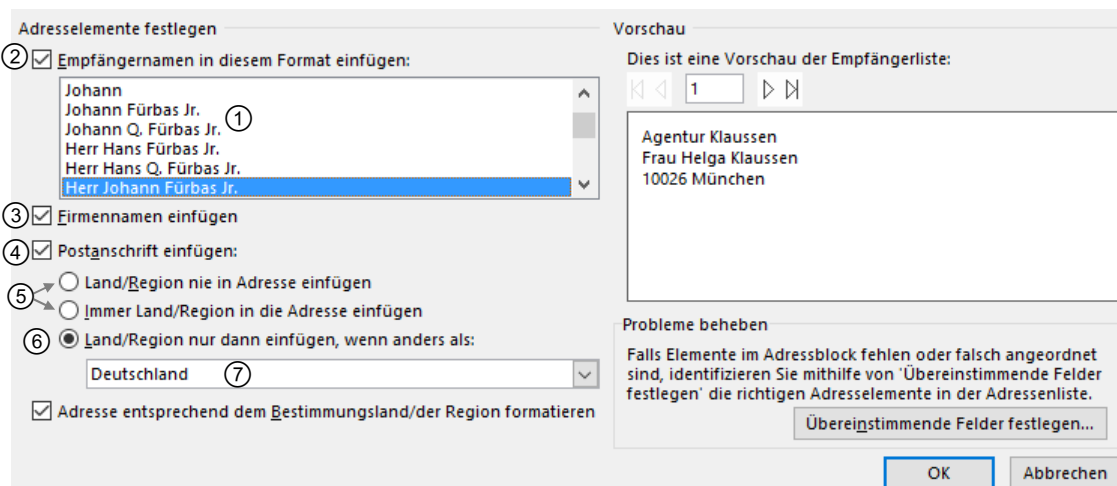 Adresselemente festlegen
② Empfängernamen in diesem Format einfügen:
Johann
Johann Fürbas Jr.
①
Johann Q. Fürbas Jr.
Herr Hans Fürbas Jr.
Herr Hans Q. Fürbas Jr.
Herr Johann Fürbas Jr.
③ Firmennamen einfügen
④ Postanschrift einfügen:
Land/Region nie in Adresse einfügen
⑤
Immer Land/Region in die Adresse einfügen
⑥ Land/Region nur dann einfügen, wenn anders als:
Deutschland ⑦
Adresse entsprechend dem Bestimmungsland/der Region formatieren
Vorschau
Dies ist eine Vorschau der Empfängerliste:
1
Agentur Klaussen
Frau Helga Klaussen
10026 München
Probleme beheben
Falls Elemente im Adressblock fehlen oder falsch angeordnet
sind, identifizieren Sie mithilfe von 'Übereinstimmende Felder
festlegen' die richtigen Adresselemente in der Adressenliste.
Übereinstimmende Felder festlegen...
OK Abbrechen